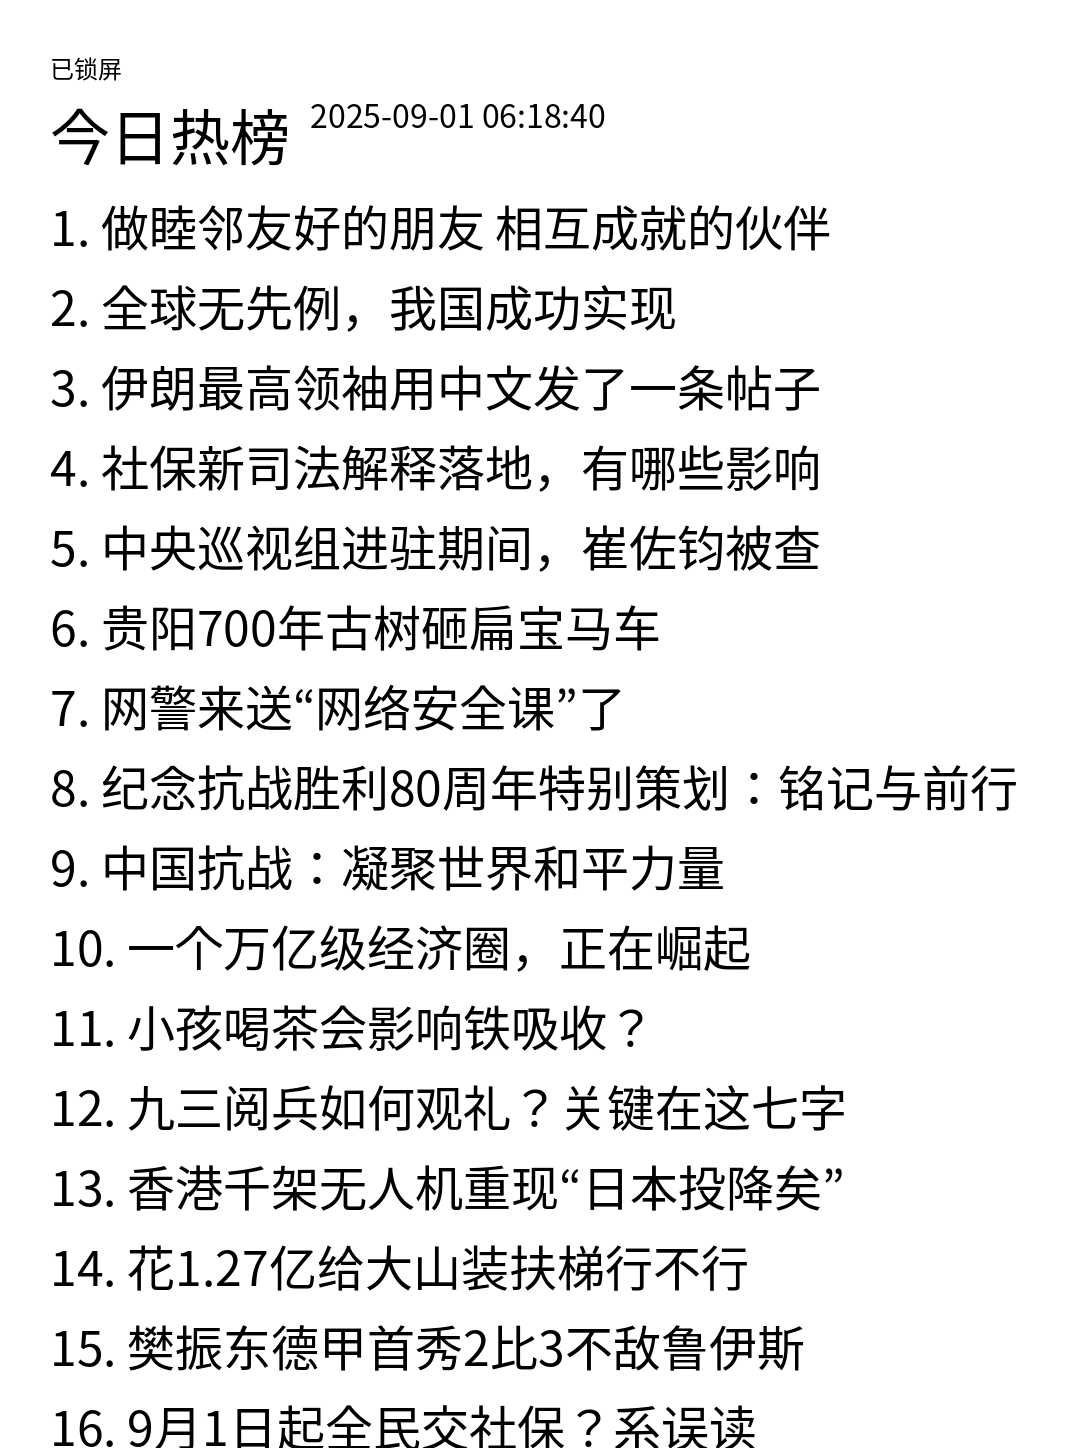 已锁屏
今日热榜 2025-09-01 06:18:40
1. 做睦邻友好的朋友 相互成就的伙伴
2. 全球无先例，我国成功实现
3. 伊朗最高领袖用中文发了一条帖子
4. 社保新司法解释落地，有哪些影响
5. 中央巡视组进驻期间，崔佐钧被查
6. 贵阳700年古树砸扁宝马车
7. 网警来送“网络安全课”了
8. 纪念抗战胜利80周年特别策划：铭记与前行
9. 中国抗战：凝聚世界和平力量
10. 一个万亿级经济圈，正在崛起
11. 小孩喝茶会影响铁吸收？
12. 九三阅兵如何观礼？关键在这七字
13. 香港千架无人机重现“日本投降矣”
14. 花1.27亿给大山装扶梯行不行
15. 樊振东德甲首秀2比3不敌鲁伊斯
16. 9月1日起全民交社保？系误读